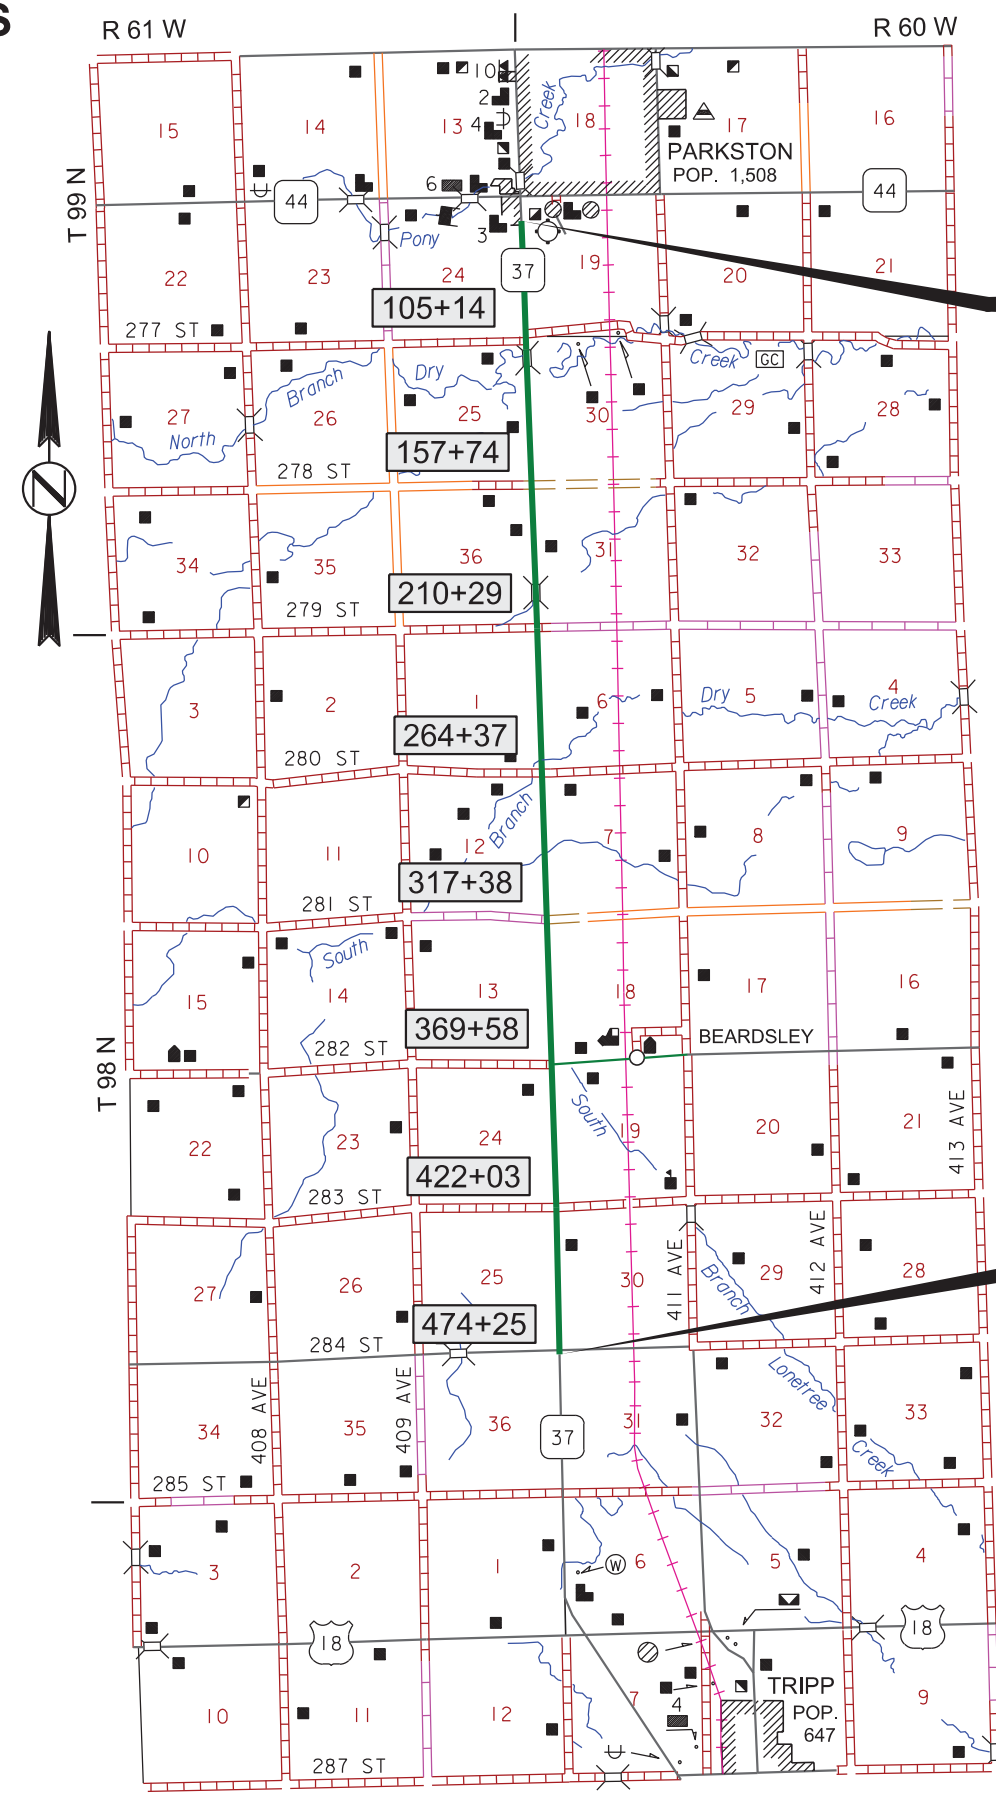 S
R 61 W
R 60 W
T 99 N
15
14
13
10
2
4
Creek
18
17
16
PARKSTON
POP. 1,508
6
44
44
3
Pony
22
23
24
37
19
20
21
105+14
277 ST
27
North
Branch
26
Dry
25
30
Creek
GC
29
28
157+74
278 ST
34
35
36
31
32
33
210+29
279 ST
N
3
2
1
6
Dry
5
4
Creek
264+37
280 ST
10
11
12
Branch
7
8
9
317+38
281 ST
15
South
14
13
18
17
16
369+58
282 ST
BEARDSLEY
T 98 N
22
23
24
South
19
20
21
413 AVE
422+03
283 ST
27
26
25
30
411 AVE
Branch
29
412 AVE
28
474+25
284 ST
34
408 AVE
35
409 AVE
36
37
31
Lonetree
32
33
Creek
285 ST
3
2
1
6
W
5
4
18
18
10
11
12
7
4
TRIPP
POP.
647
9
287 ST